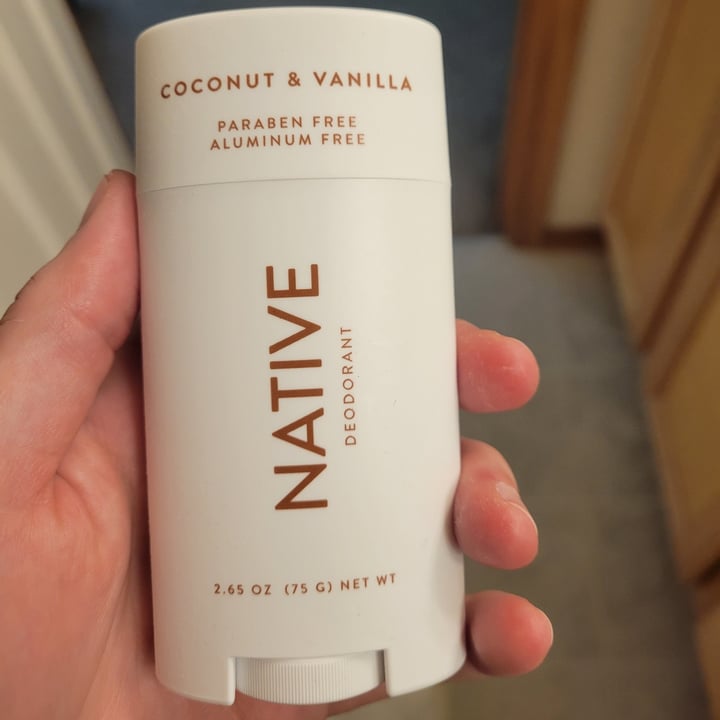 COCONUT & VANILLA
PARABEN FREE
ALUMINUM FREE
NATIVE
DEODORANT
2.65 OZ (75 G) NET WT